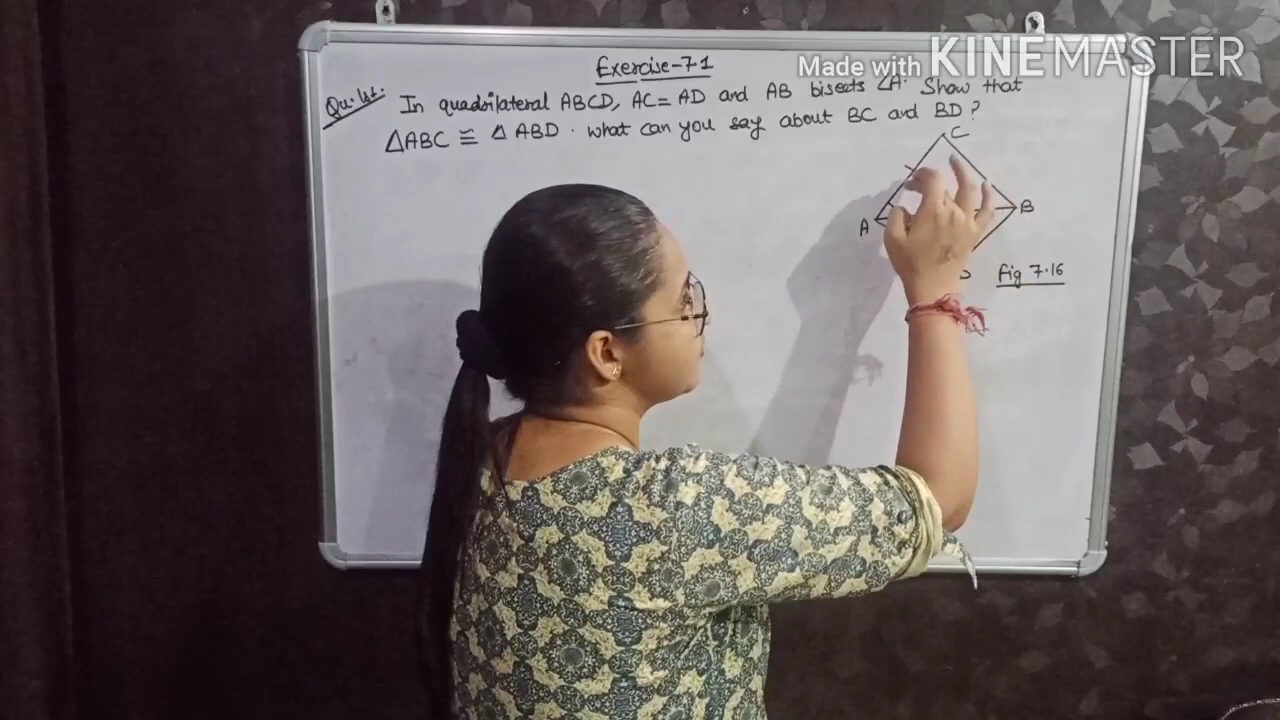 Made with KINEMASTER
Exercise-7.1
Qu. 1st. In quadrilateral ABCD, AC = AD and AB bisects ∠A. Show that
△ABC ≅ △ABD. what can you say about BC and BD?
C
A
B
D
Fig 7.16